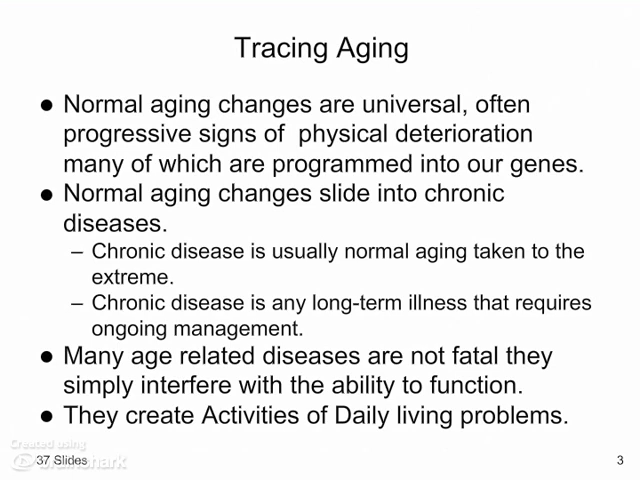 Tracing Aging
● Normal aging changes are universal, often
progressive signs of physical deterioration
many of which are programmed into our genes.
● Normal aging changes slide into chronic
diseases.
– Chronic disease is usually normal aging taken to the
extreme.
– Chronic disease is any long-term illness that requires
ongoing management.
● Many age related diseases are not fatal they
simply interfere with the ability to function.
● They create Activities of Daily living problems.
Created using
brainshark
37 Slides
3